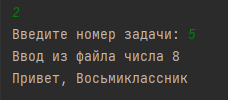 2
Введите номер задачи: 5
Ввод из файла числа 8
Привет, Восьмиклассник